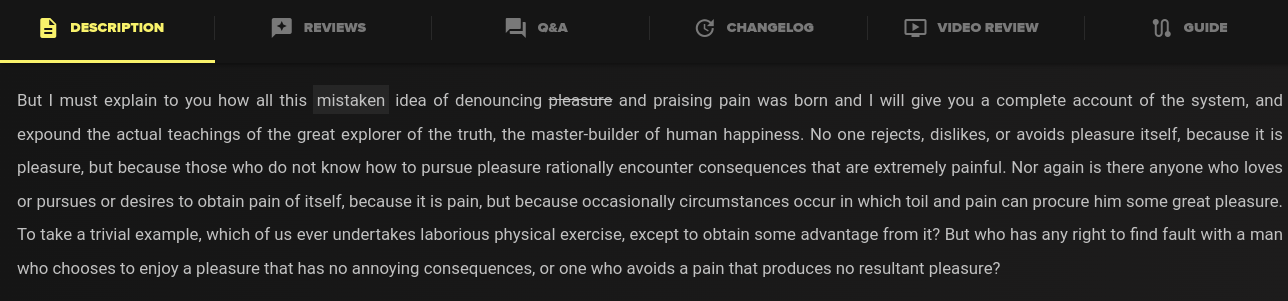 DESCRIPTION REVIEWS Q&A CHANGELOG VIDEO REVIEW GUIDE
But I must explain to you how all this mistaken idea of denouncing pleasure and praising pain was born and I will give you a complete account of the system, and
expound the actual teachings of the great explorer of the truth, the master-builder of human happiness. No one rejects, dislikes, or avoids pleasure itself, because it is
pleasure, but because those who do not know how to pursue pleasure rationally encounter consequences that are extremely painful. Nor again is there anyone who loves
or pursues or desires to obtain pain of itself, because it is pain, but because occasionally circumstances occur in which toil and pain can procure him some great pleasure.
To take a trivial example, which of us ever undertakes laborious physical exercise, except to obtain some advantage from it? But who has any right to find fault with a man
who chooses to enjoy a pleasure that has no annoying consequences, or one who avoids a pain that produces no resultant pleasure?